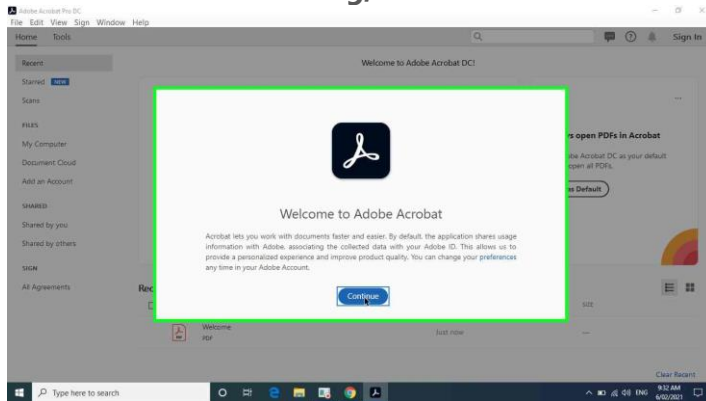 g/
Adobe Acrobat Pro DC
File Edit View Sign Window Help
Home Tools
Sign In
Recent
Welcome to Adobe Acrobat DC!
Starred NEW
Scans
FILES
s open PDFs in Acrobat
My Computer
be Acrobat DC as your default
Document Cloud
open all PDFs.
Add an Account
s Default
SHARED
Welcome to Adobe Acrobat
Shared by you
Acrobat lets you work with documents faster and easier. By default, the application shares usage
Shared by others
information with Adobe, associating the collected data with your Adobe ID. This allows us to
provide a personalized experience and improve product quality. You can change your preferences
any time in your Adobe Account.
SIGN
All Agreements
Rec
Continue
SIZE
Welcome
Just now
PDF
Clear Recent
Type here to search
ENG
9:32 AM
6/02/2021